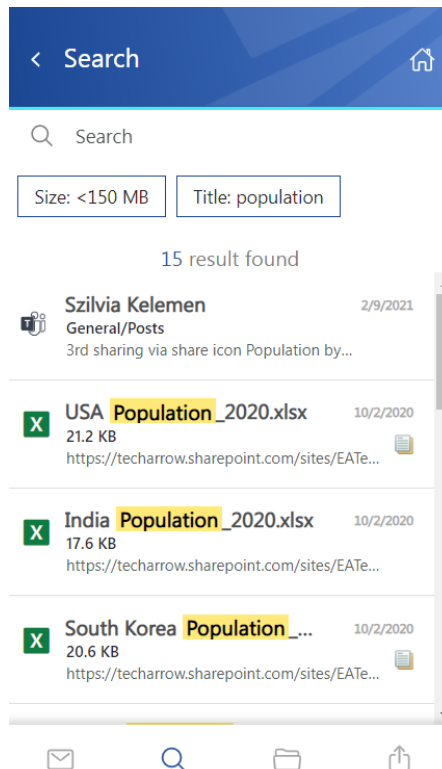 Search
Search
Size: <150 MB
Title: population
15 result found
Szilvia Kelemen
2/9/2021
General/Posts
3rd sharing via share icon Population by...
USA Population_2020.xlsx
10/2/2020
21.2 KB
https://techarrow.sharepoint.com/sites/EATe...
India Population_2020.xlsx
10/2/2020
17.6 KB
https://techarrow.sharepoint.com/sites/EATe...
South Korea Population_...
10/2/2020
20.6 KB
https://techarrow.sharepoint.com/sites/EATe...